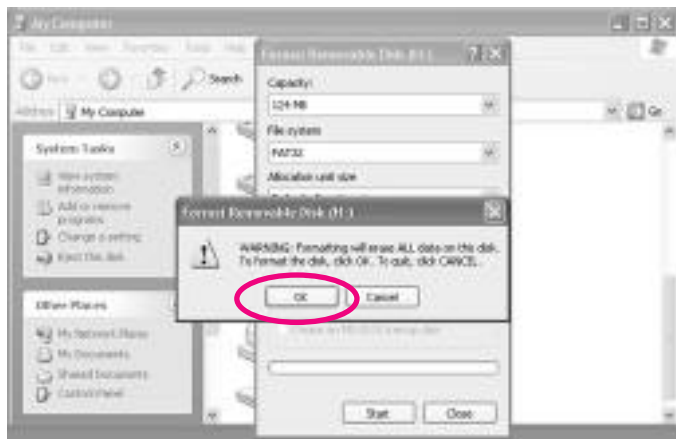 My Computer
File Edit View Favorites Tools Help
Search
Address My Computer
Go
System Tasks
View system
information
Add or remove
programs
Change a setting
Eject this disk
Other Places
My Network Places
My Documents
Shared Documents
Control Panel
Format Removable Disk (H:)
Capacity:
124 MB
File system
FAT32
Allocation unit size
Format Removable Disk (H:)
WARNING: Formatting will erase ALL data on this disk.
To format the disk, click OK. To quit, click CANCEL.
OK
Cancel
Start
Close